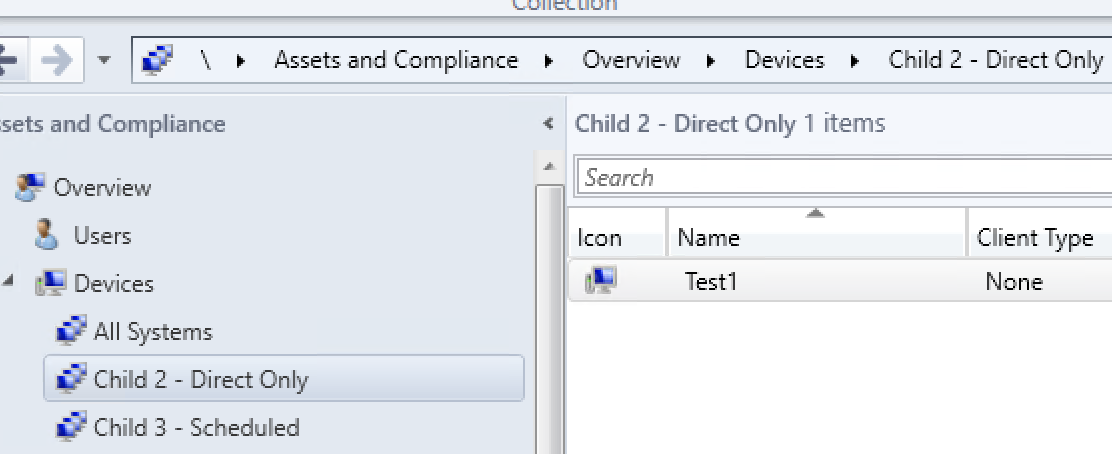 Collection
\ Assets and Compliance Overview Devices Child 2 - Direct Only
ssets and Compliance
Child 2 - Direct Only 1 items
Overview
Search
Users
Icon Name Client Type
Devices
Test1 None
All Systems
Child 2 - Direct Only
Child 3 - Scheduled